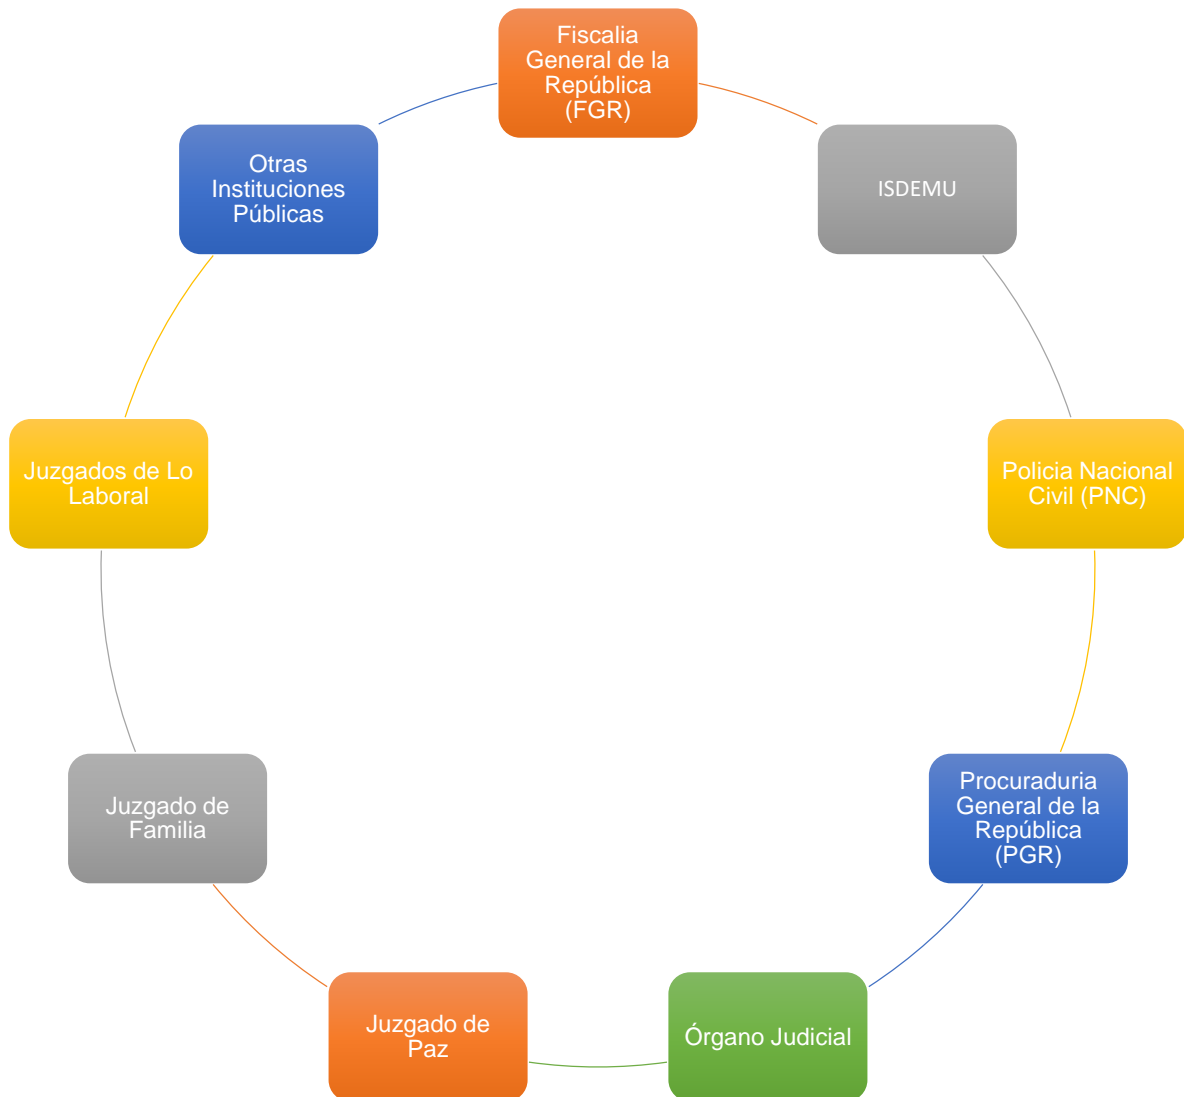 Fiscalia
General de la
República
(FGR)
ISDEMU
Policia Nacional
Civil (PNC)
Procuraduria
General de la
República
(PGR)
Órgano Judicial
Juzgado de
Paz
Juzgado de
Familia
Juzgados de Lo
Laboral
Otras
Instituciones
Públicas